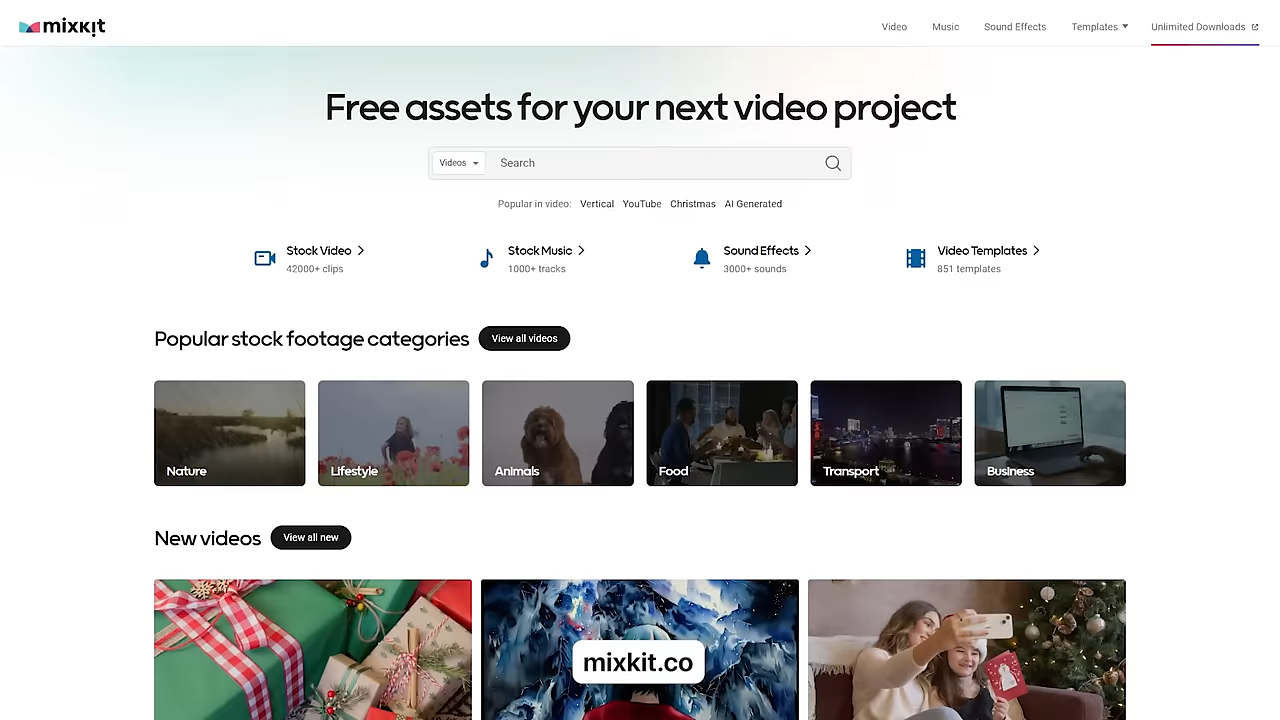 mixkit
Video Music Sound Effects Templates Unlimited Downloads
Free assets for your next video project
Videos Search
Popular in video: Vertical YouTube Christmas AI Generated
Stock Video
42000+ clips
Stock Music
1000+ tracks
Sound Effects
3000+ sounds
Video Templates
851 templates
Popular stock footage categories View all videos
Nature
Lifestyle
Animals
Food
Transport
Business
New videos View all new
mixkit.co